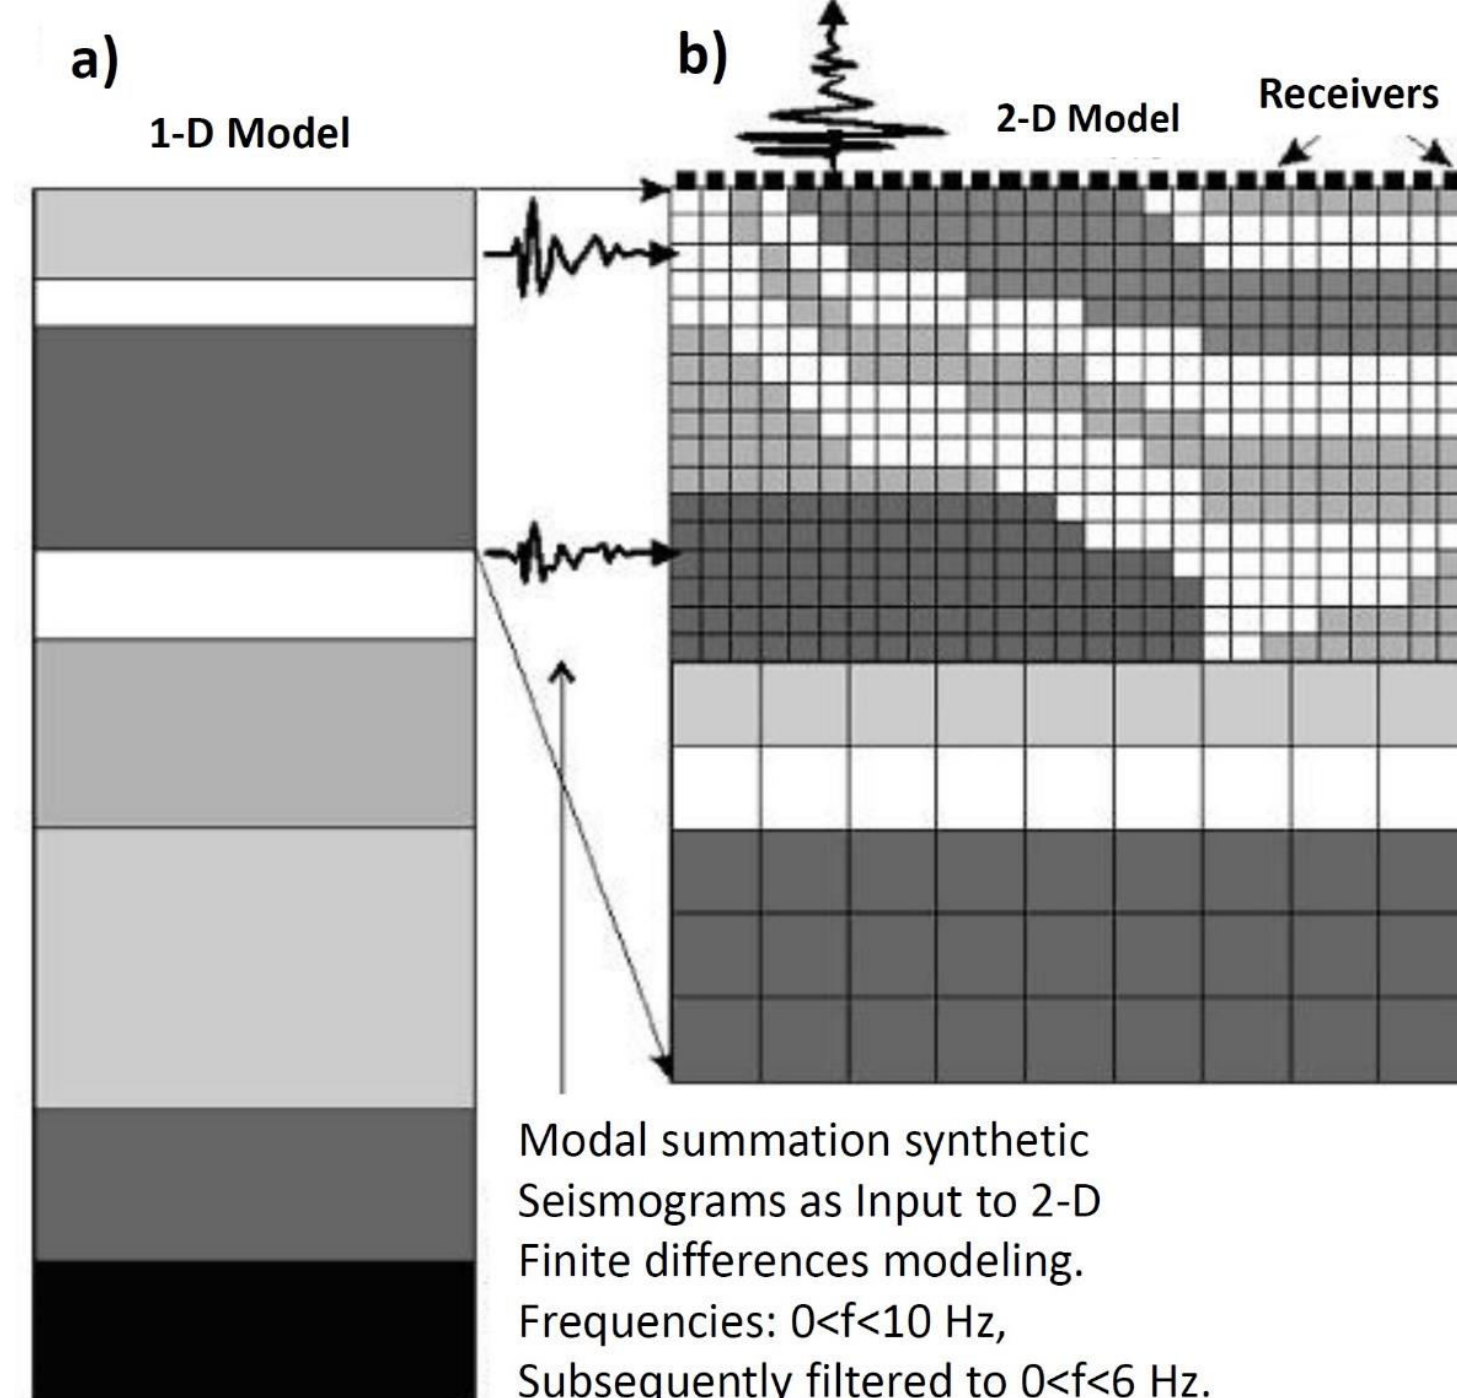 a)
1-D Model
b)
2-D Model
Receivers
Modal summation synthetic
Seismograms as Input to 2-D
Finite differences modeling.
Frequencies: 0<f<10 Hz,
Subsequently filtered to 0<f<6 Hz.